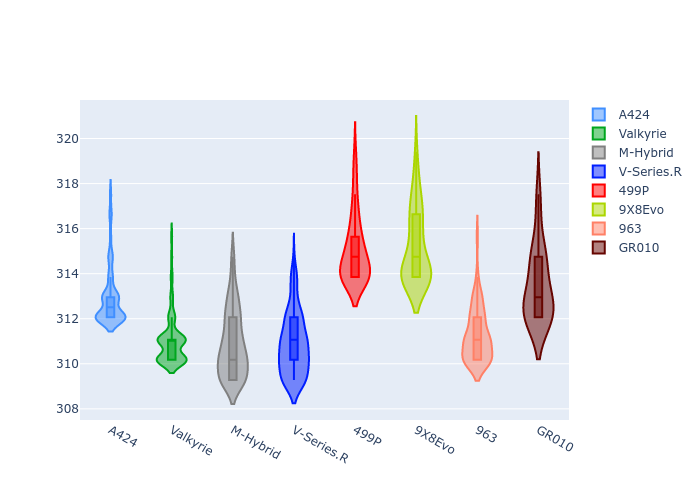 320
318
316
314
312
310
308
A424
Valkyrie
M-Hybrid
V-Series.R
499P
9X8Evo
963
GR010
A424
Valkyrie
M-Hybrid
V-Series.R
499P
9X8Evo
963
GR010